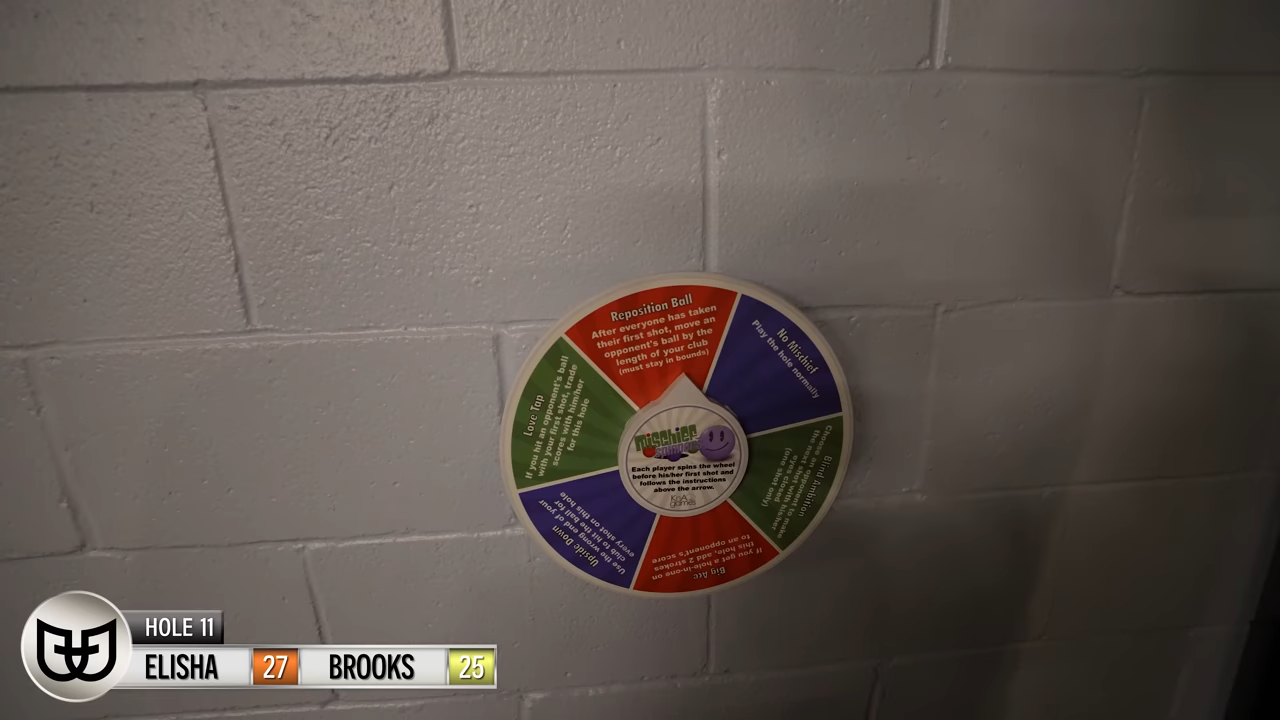 Reposition Ball
After everyone has taken
their first shot, move an
opponent's ball by the
length of your club
(must stay in bounds)
No Mischief
Play the hole normally
Love Tap
If you hit an opponent's ball
with your first shot, trade
scores with him/her
for this hole
Blind Ambition
Choose an opponent to make
the next shot with his/her
eyes closed
(one shot only)
mischief
Each player spins the wheel
before his/her first shot and
follows the instructions
above the arrow.
games
Upside Down
Use the wrong end of your
club to hit the ball for
every shot on this hole
Big Ace
If you get a hole-in-one on
this hole, add 2 strokes
to an opponent's score
HOLE 11
ELISHA 27 BROOKS 25